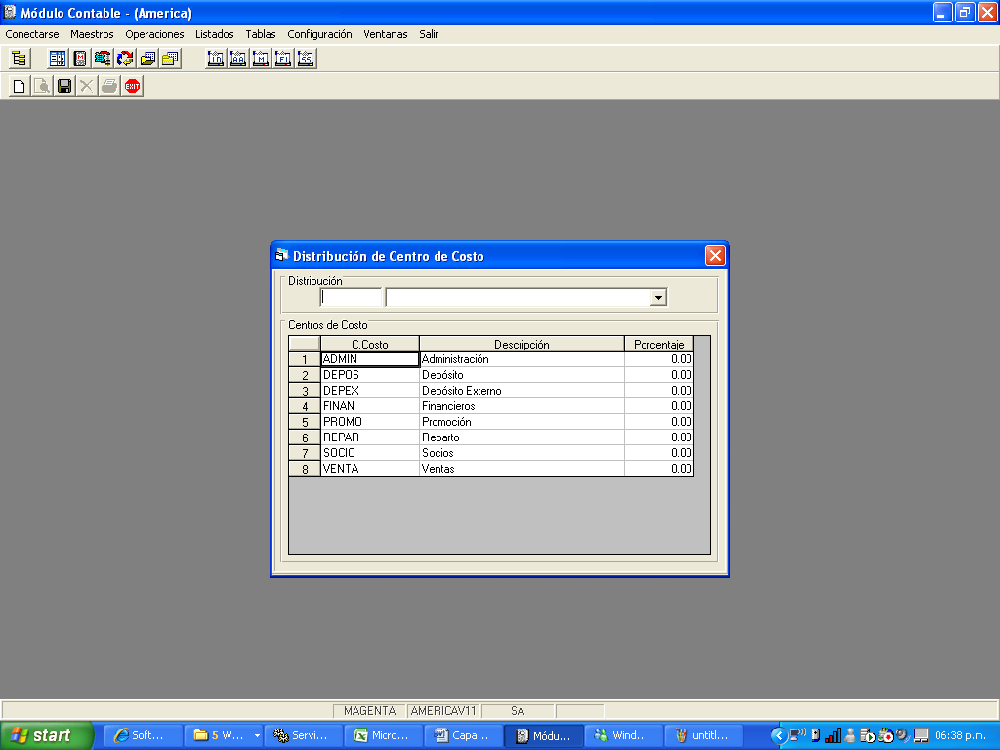 Módulo Contable - (America)
Conectarse Maestros Operaciones Listados Tablas Configuración Ventanas Salir
LD AA M EI SS
EXIT
Distribución de Centro de Costo
Distribución
Centros de Costo
C.Costo Descripción Porcentaje
1 ADMIN Administración 0.00
2 DEPOS Depósito 0.00
3 DEPEX Depósito Externo 0.00
4 FINAN Financieros 0.00
5 PROMO Promoción 0.00
6 REPAR Reparto 0.00
7 SOCIO Socios 0.00
8 VENTA Ventas 0.00
MAGENTA AMERICAV11 SA
start Soft... 5 W... Servi... Micro... Capa... Módu... Wind... untitl... 06:38 p.m.